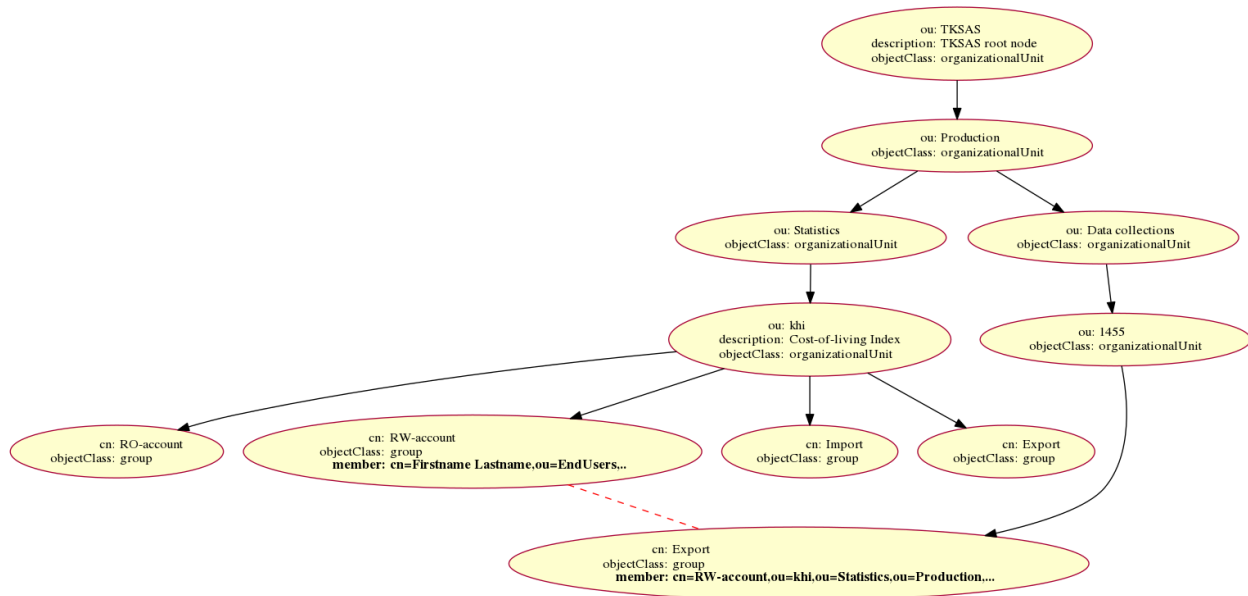 ou: TKSAS
description: TKSAS root node
objectClass: organizationalUnit
ou: Production
objectClass: organizationalUnit
ou: Statistics
objectClass: organizationalUnit
ou: Data collections
objectClass: organizationalUnit
ou: khi
description: Cost-of-living Index
objectClass: organizationalUnit
ou: 1455
objectClass: organizationalUnit
cn: RO-account
objectClass: group
cn: RW-account
objectClass: group
member: cn=Firstname Lastname,ou=EndUsers,..
cn: Import
objectClass: group
cn: Export
objectClass: group
cn: Export
objectClass: group
member: cn=RW-account,ou=khi,ou=Statistics,ou=Production,...